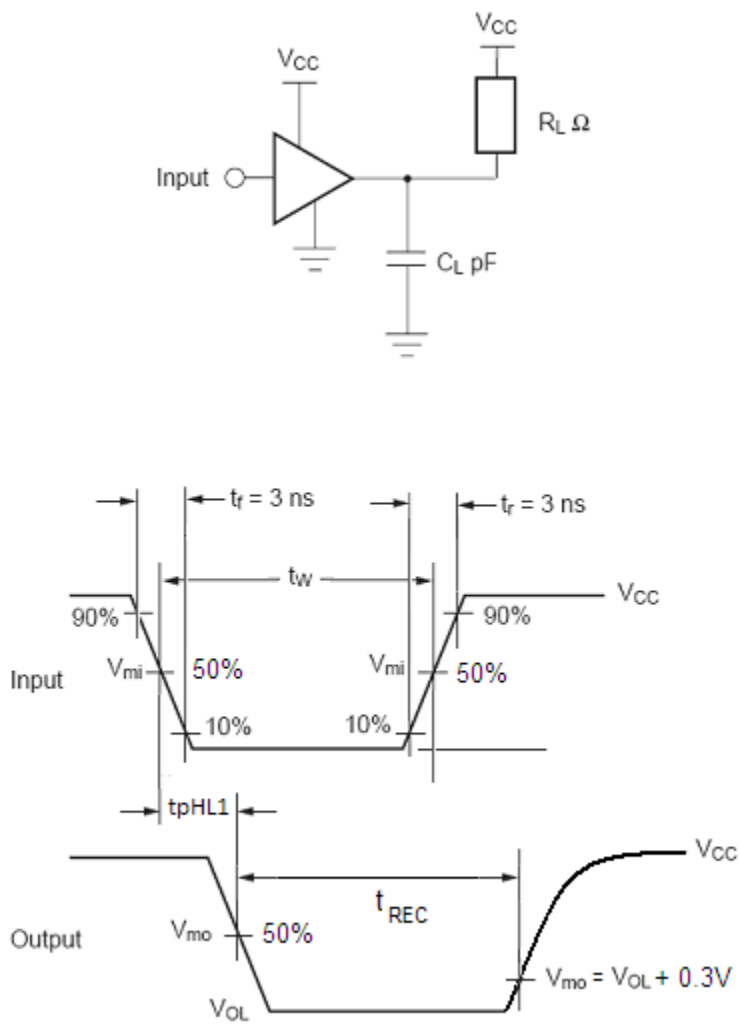 VCC
VCC
RL Ω
Input
CL pF
tf = 3 ns
tr = 3 ns
tW
VCC
90%
90%
Vmi
50%
Vmi
50%
Input
10%
10%
tpHL1
VCC
tREC
Output
Vmo
50%
Vmo = VOL + 0.3V
VOL